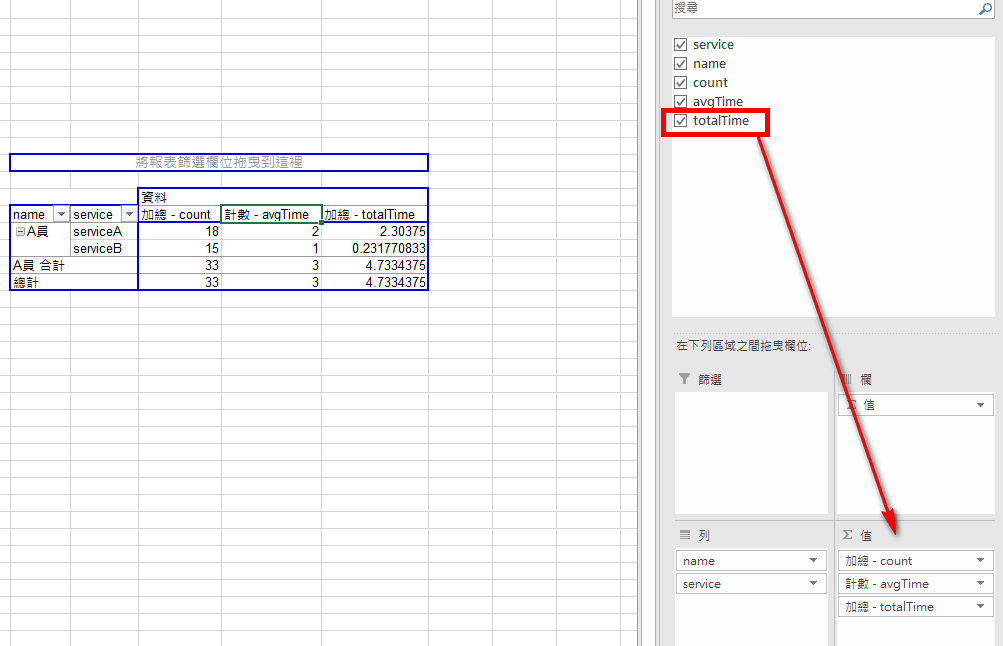 搜尋
service
name
count
avgTime
totalTime
將報表篩選欄位拖曳到這裡
資料
name service 加總 - count 計數 - avgTime 加總 - totalTime
A員 serviceA 18 2 2.30375
serviceB 15 1 0.231770833
A員 合計 33 3 4.7334375
總計 33 3 4.7334375
在下列區域之間拖曳欄位:
篩選
欄
Σ 值
列
Σ 值
name
service
加總 - count
計數 - avgTime
加總 - totalTime